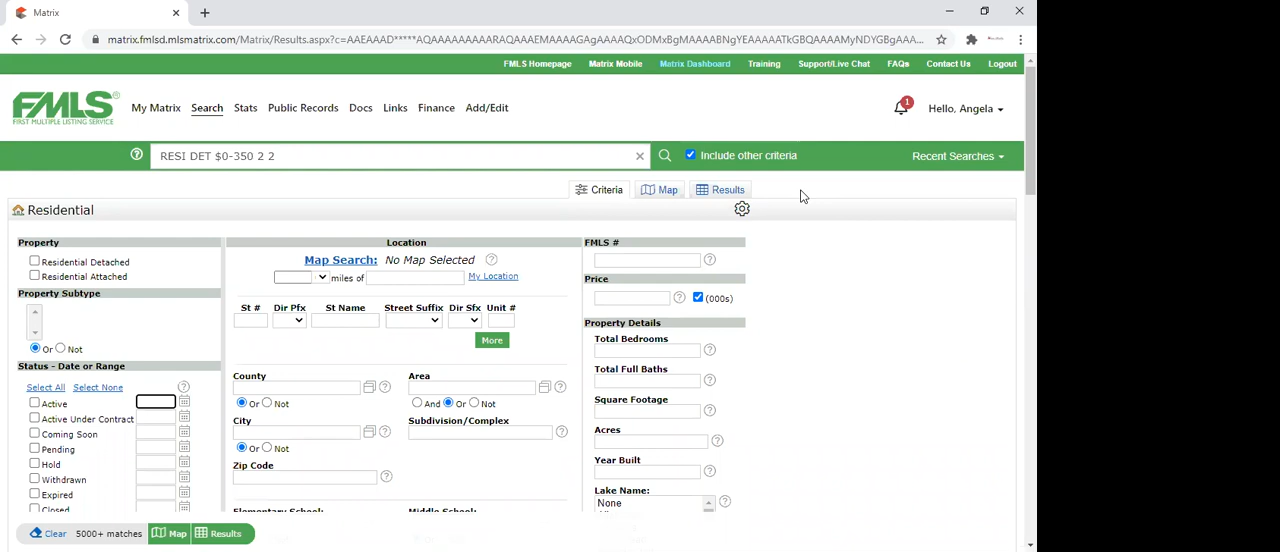 Matrix
matrix.fmlsd.mlsmatrix.com/Matrix/Results.aspx?c=AAEAAAD*****AQAAAAAAAAARAQAAAEMAAAAGAgAAAAQxODMxBgMAAAABNgYEAAAAATkGBQAAAAMyNDYGBgAAA...
FMLS Homepage Matrix Mobile Matrix Dashboard Training Support/Live Chat FAQs Contact Us Logout
FMLS®
FIRST MULTIPLE LISTING SERVICE
My Matrix Search Stats Public Records Docs Links Finance Add/Edit
1
Hello, Angela
RESI DET $0-350 2 2
Include other criteria
Recent Searches
Criteria Map Results
Residential
Property Location FMLS #
Residential Detached Map Search: No Map Selected
Residential Attached miles of My Location
Property Subtype Price
(000s)
St # Dir Pfx St Name Street Suffix Dir Sfx Unit #
Property Details
Total Bedrooms
More
Or Not
Status - Date or Range Total Full Baths
County Area
Select All Select None
Active Or Not And Or Not Square Footage
Active Under Contract City Subdivision/Complex
Coming Soon Acres
Pending Or Not
Hold Zip Code Year Built
Withdrawn
Expired Lake Name:
None
Closed Elementary School: Middle School:
Clear 5000+ matches Map Results